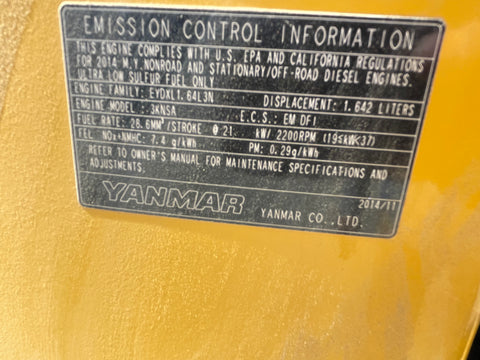 EMISSION CONTROL INFORMATION
THIS ENGINE COMPLIES WITH U.S. EPA AND CALIFORNIA REGULATIONS
FOR 2014 M.Y. NONROAD AND STATIONARY/OFF-ROAD DIESEL ENGINES.
ULTRA LOW SULFUR FUEL ONLY
ENGINE FAMILY: EYDXL1.64L3N DISPLACEMENT: 1.642 LITERS
ENGINE MODEL: 3KNSA E.C.S: EM DFI
FUEL RATE: 28.6MM³/STROKE @ 21. kW/ 2200RPM (19≤kW<37)
FEL: NOx+NMHC: 7.4 g/kWh PM: 0.29g/kWh
REFER TO OWNER'S MANUAL FOR MAINTENANCE SPECIFICATIONS AND
ADJUSTMENTS.
2014/11
YANMAR YANMAR CO.,LTD.